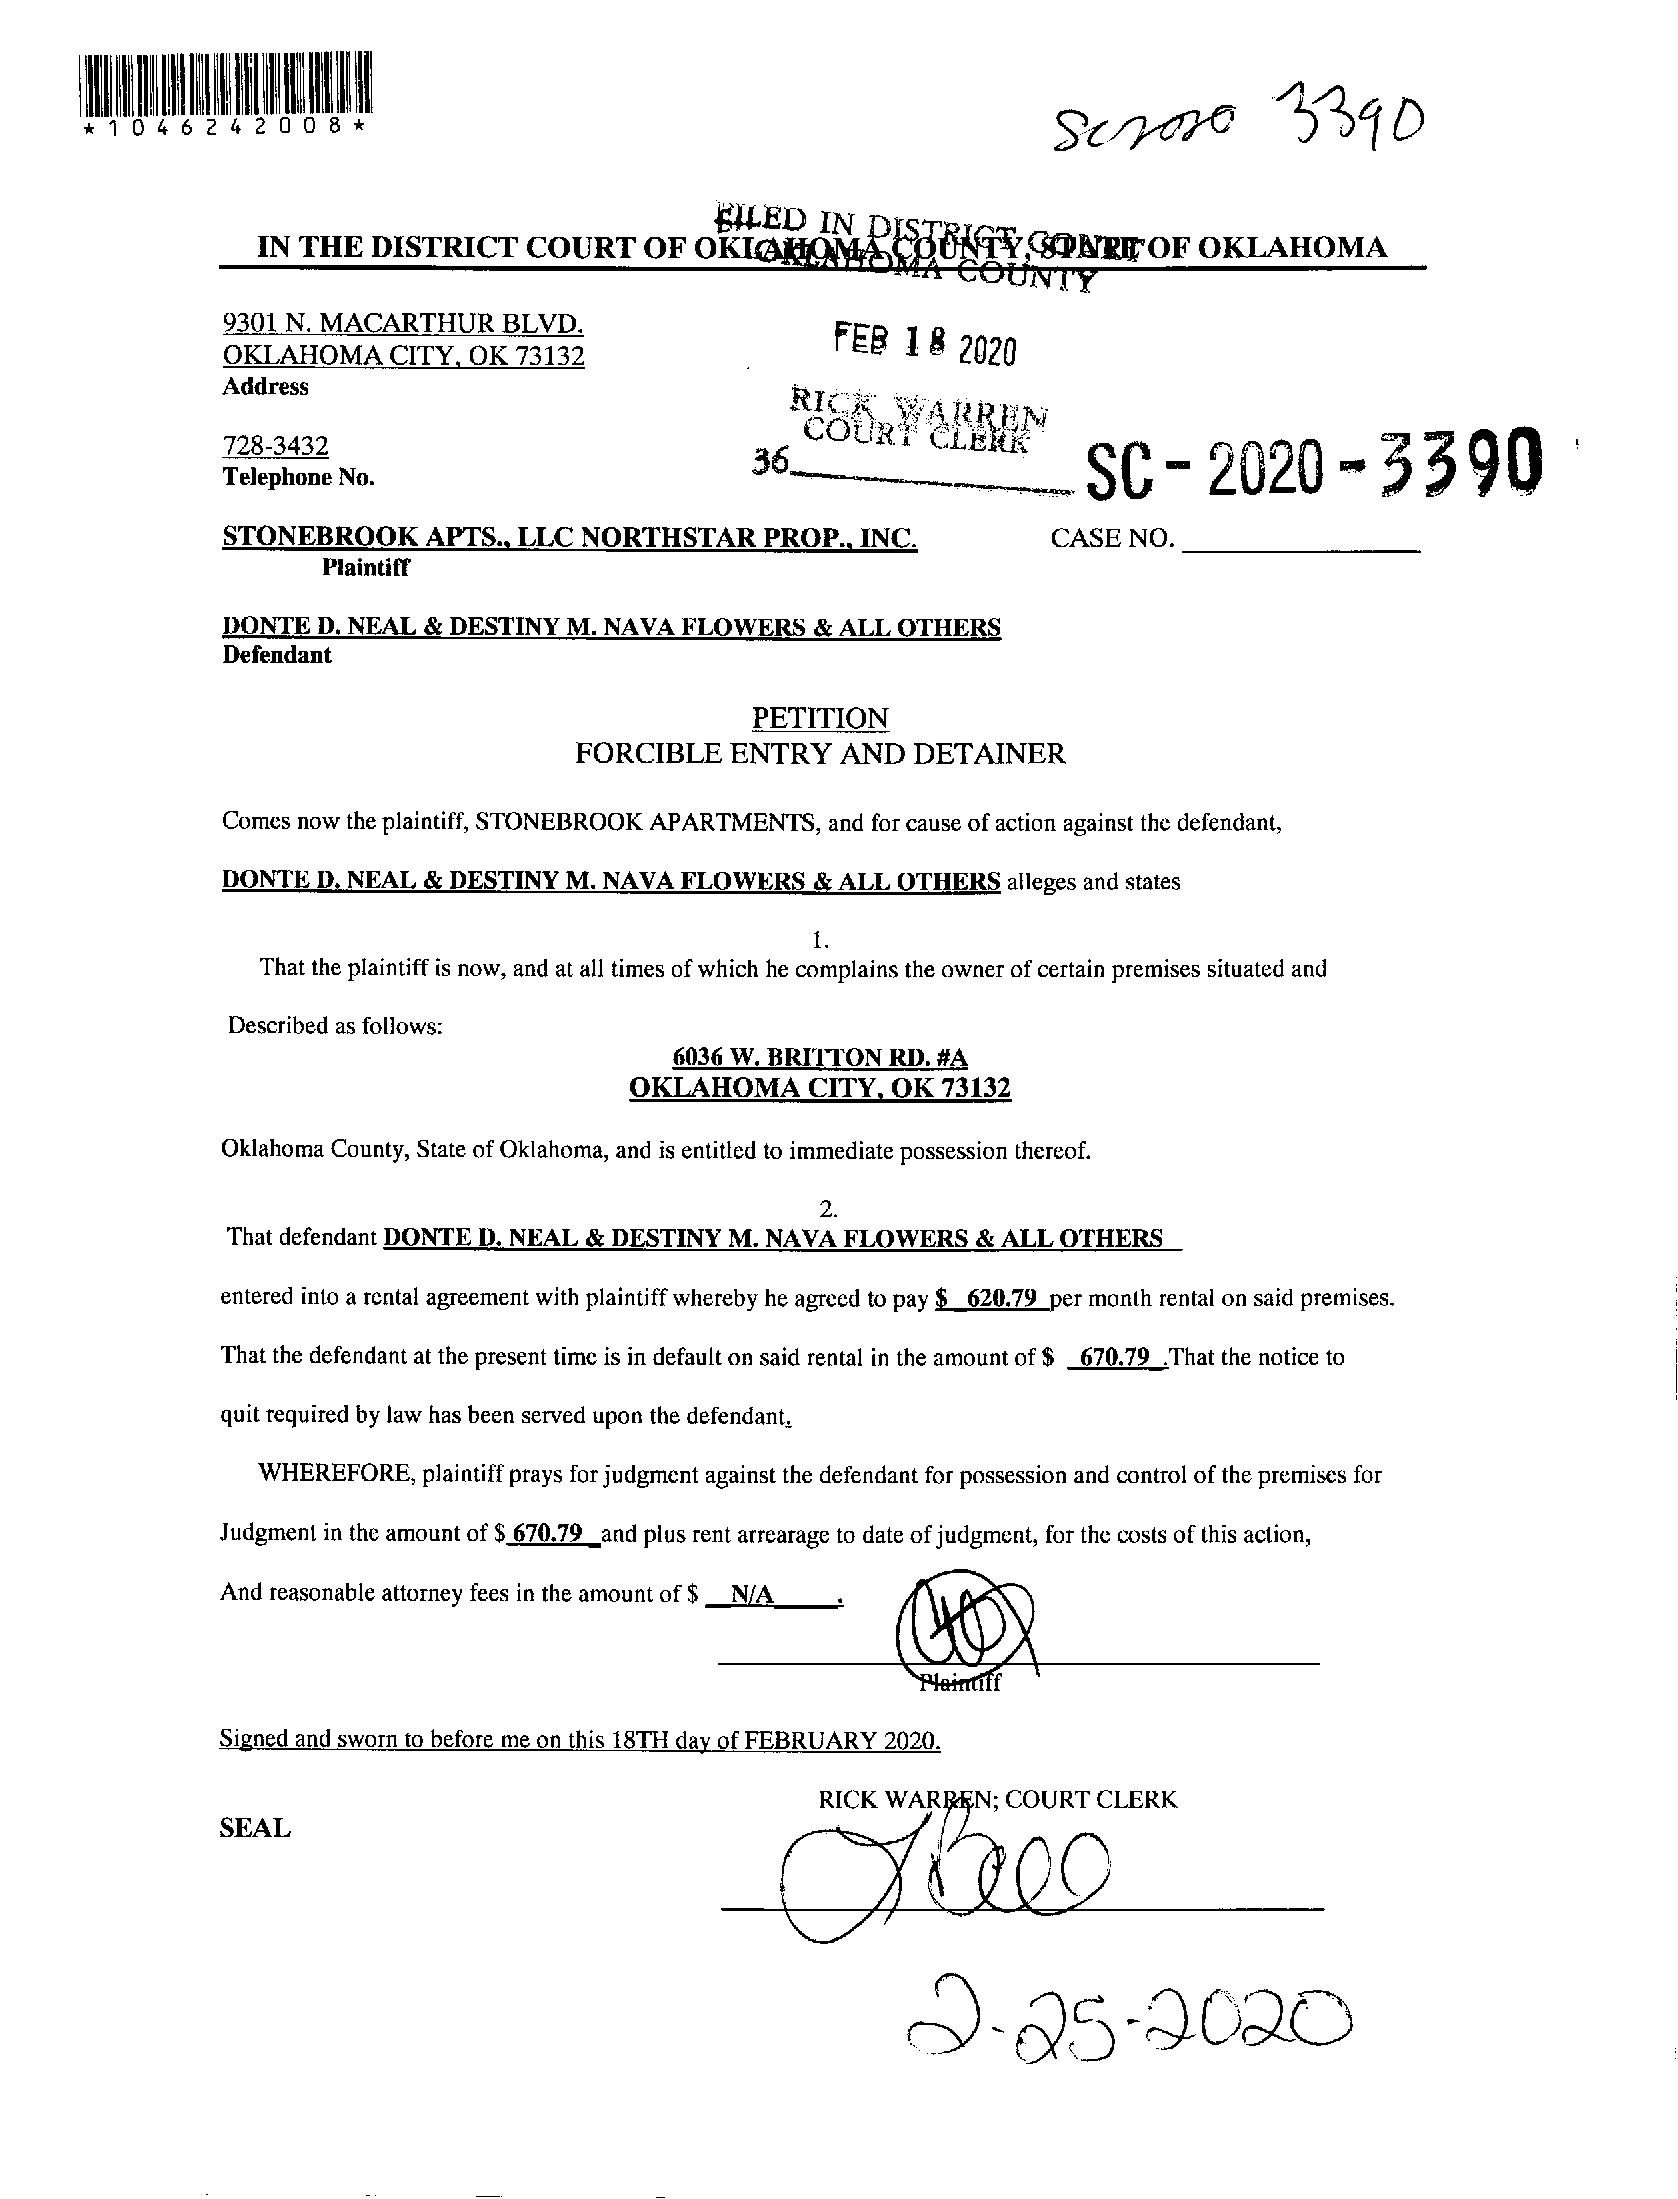 *1046242008*
SC2020 3390
FILED IN DISTRICT COURT
OKLAHOMA COUNTY
IN THE DISTRICT COURT OF OKLAHOMA COUNTY, STATE OF OKLAHOMA
9301 N. MACARTHUR BLVD.
OKLAHOMA CITY, OK 73132
Address
FEB 18 2020
RICK WARREN
COURT CLERK
728-3432
Telephone No.
36
SC - 2020 - 3390
STONEBROOK APTS., LLC NORTHSTAR PROP., INC.
CASE NO.
Plaintiff
DONTE D. NEAL & DESTINY M. NAVA FLOWERS & ALL OTHERS
Defendant
PETITION
FORCIBLE ENTRY AND DETAINER
Comes now the plaintiff, STONEBROOK APARTMENTS, and for cause of action against the defendant,
DONTE D. NEAL & DESTINY M. NAVA FLOWERS & ALL OTHERS alleges and states
1.
That the plaintiff is now, and at all times of which he complains the owner of certain premises situated and
Described as follows:
6036 W. BRITTON RD. #A
OKLAHOMA CITY, OK 73132
Oklahoma County, State of Oklahoma, and is entitled to immediate possession thereof.
2.
That defendant DONTE D. NEAL & DESTINY M. NAVA FLOWERS & ALL OTHERS
entered into a rental agreement with plaintiff whereby he agreed to pay $ 620.79 per month rental on said premises.
That the defendant at the present time is in default on said rental in the amount of $ 670.79 .That the notice to
quit required by law has been served upon the defendant.
WHEREFORE, plaintiff prays for judgment against the defendant for possession and control of the premises for
Judgment in the amount of $ 670.79 and plus rent arrearage to date of judgment, for the costs of this action,
And reasonable attorney fees in the amount of $ N/A .
Plaintiff
Signed and sworn to before me on this 18TH day of FEBRUARY 2020.
RICK WARREN; COURT CLERK
SEAL
2-25-2020